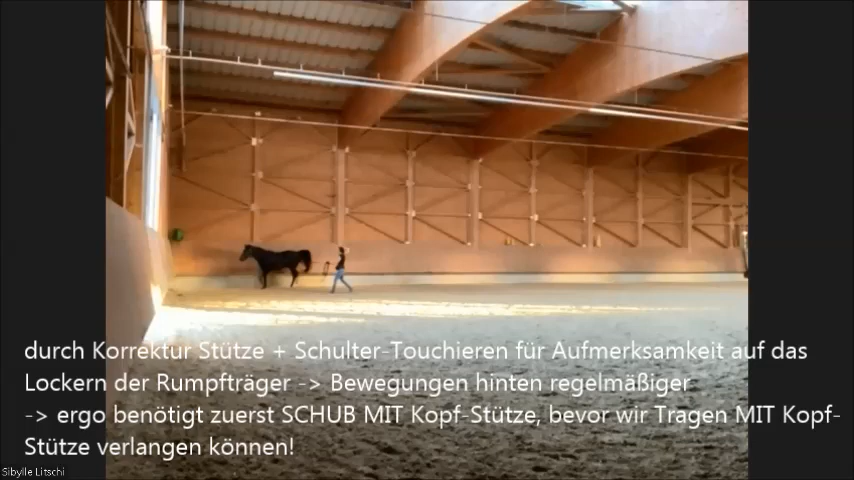 durch Korrektur Stütze + Schulter-Touchieren für Aufmerksamkeit auf das
Lockern der Rumpfträger -> Bewegungen hinten regelmäßiger
-> ergo benötigt zuerst SCHUB MIT Kopf-Stütze, bevor wir Tragen MIT Kopf-
Stütze verlangen können!
Sibylle Litschi